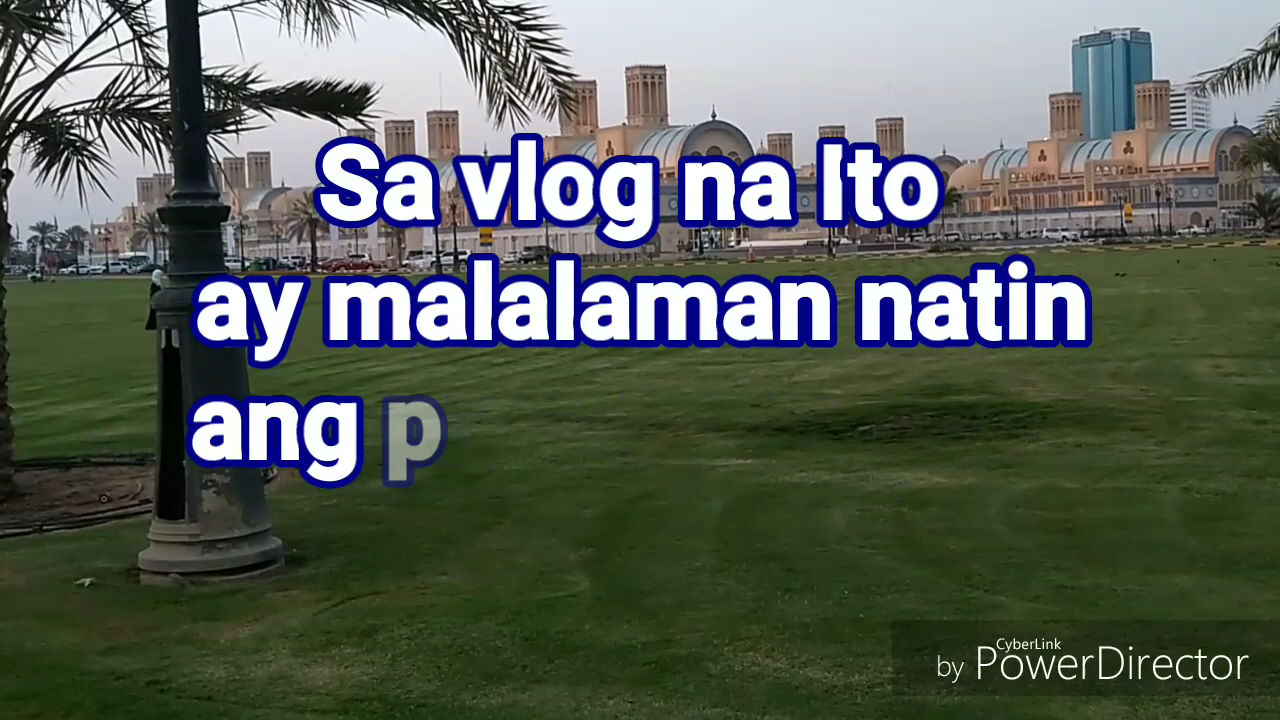 Sa vlog na Ito
ay malalaman natin
ang p
by CyberLink PowerDirector